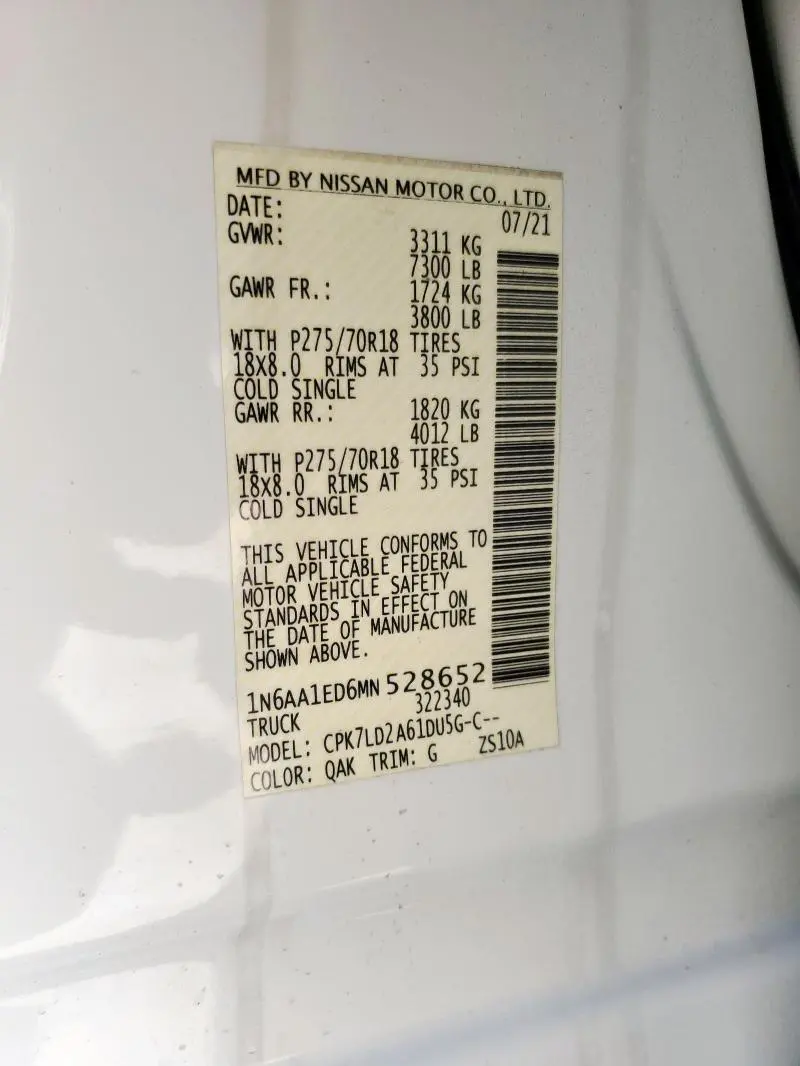 MFD BY NISSAN MOTOR CO., LTD.
DATE: 07/21
GVWR: 3311 KG
7300 LB
GAWR FR.: 1724 KG
3800 LB
WITH P275/70R18 TIRES
18X8.0 RIMS AT 35 PSI
COLD SINGLE
GAWR RR.: 1820 KG
4012 LB
WITH P275/70R18 TIRES
18X8.0 RIMS AT 35 PSI
COLD SINGLE
THIS VEHICLE CONFORMS TO
ALL APPLICABLE FEDERAL
MOTOR VEHICLE SAFETY
STANDARDS IN EFFECT ON
THE DATE OF MANUFACTURE
SHOWN ABOVE.
1N6AA1ED6MN528652
TRUCK 322340
MODEL: CPK7LD2A61DU5G-C--
COLOR: QAK TRIM: G ZS10A